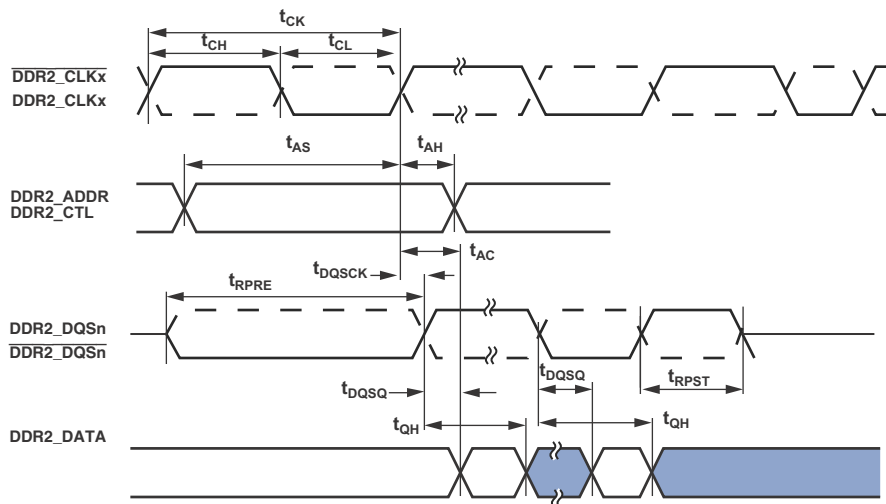 tCK
tCH
tCL
DDR2_CLKx
DDR2_CLKx
tAS
tAH
DDR2_ADDR
DDR2_CTL
tAC
tDQSCK
tRPRE
DDR2_DQSn
DDR2_DQSn
tDQSQ
tDQSQ
tRPST
tQH
tQH
DDR2_DATA